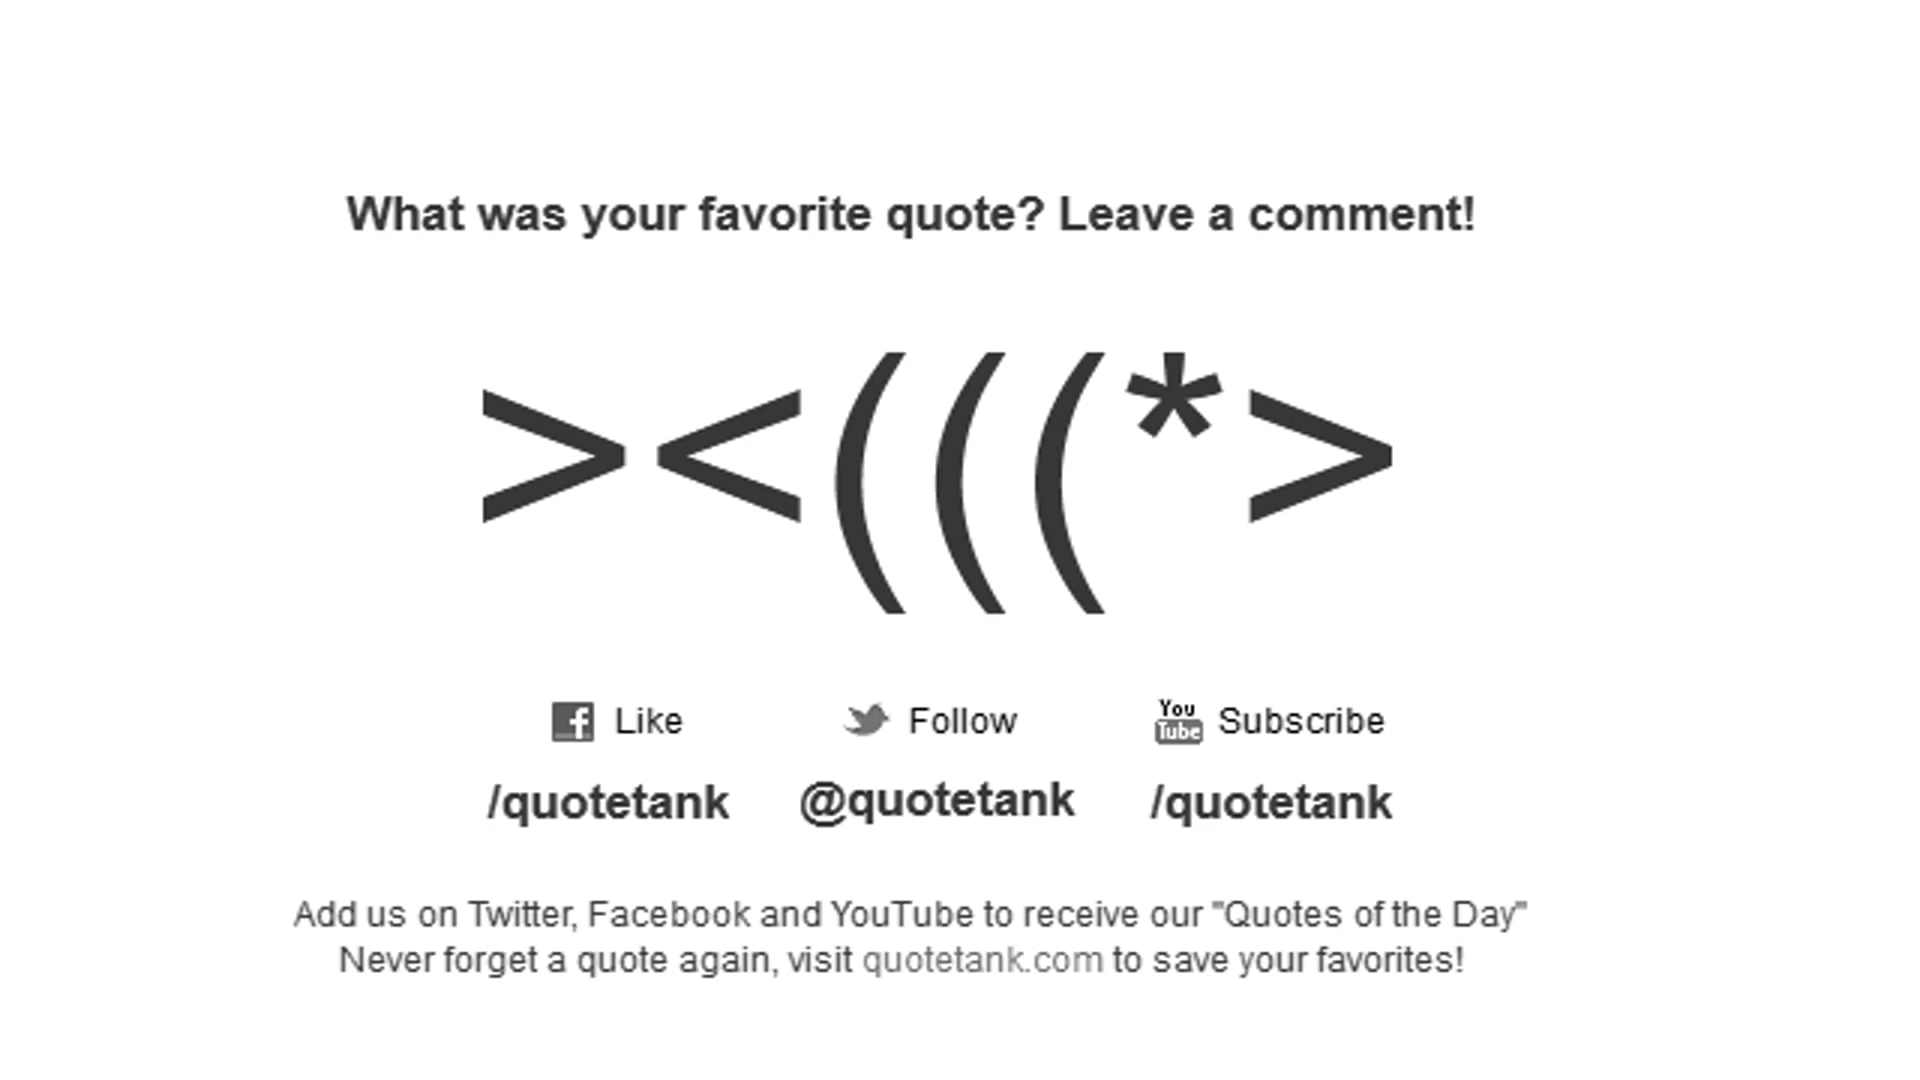 What was your favorite quote? Leave a comment!
><(((*>
f Like
Follow
You Tube Subscribe
/quotetank
@quotetank
/quotetank
Add us on Twitter, Facebook and YouTube to receive our "Quotes of the Day"
Never forget a quote again, visit quotetank.com to save your favorites!